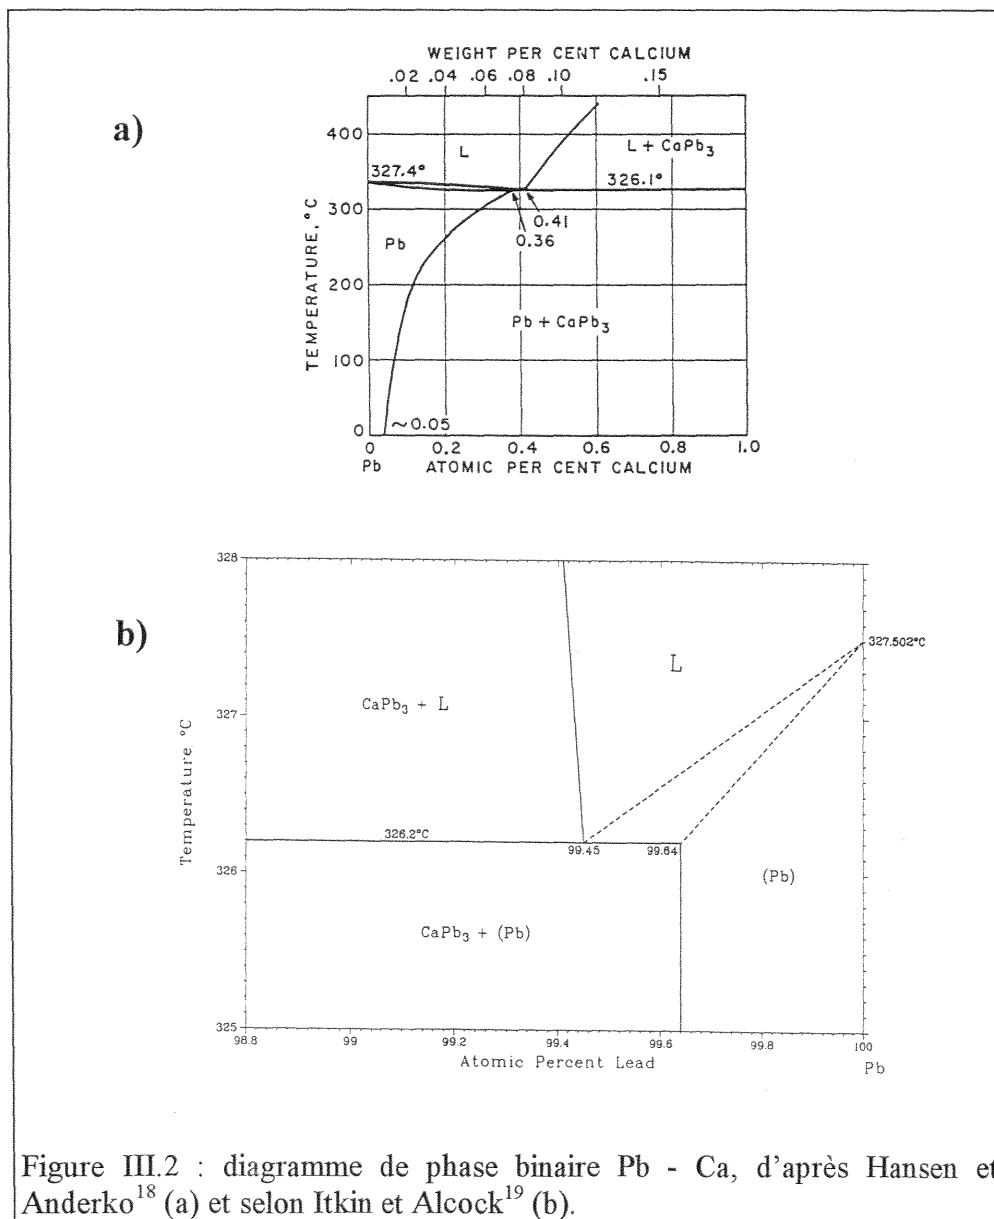 a)
WEIGHT PER CENT CALCIUM
.02 .04 .06 .08 .10 .15
TEMPERATURE, °C
400
300
200
100
0
L
L + CaPb₃
327.4°
326.1°
0.41
0.36
Pb
Pb + CaPb₃
~0.05
0 0.2 0.4 0.6 0.8 1.0
Pb
ATOMIC PER CENT CALCIUM
b)
Temperature °C
328
327
326
325
327.502°C
L
CaPb₃ + L
326.2°C
99.45
99.64
(Pb)
CaPb₃ + (Pb)
98.8 99 99.2 99.4 99.6 99.8 100
Atomic Percent Lead
Pb
Figure III.2 : diagramme de phase binaire Pb - Ca, d'après Hansen et
Anderko¹⁸ (a) et selon Itkin et Alcock¹⁹ (b).